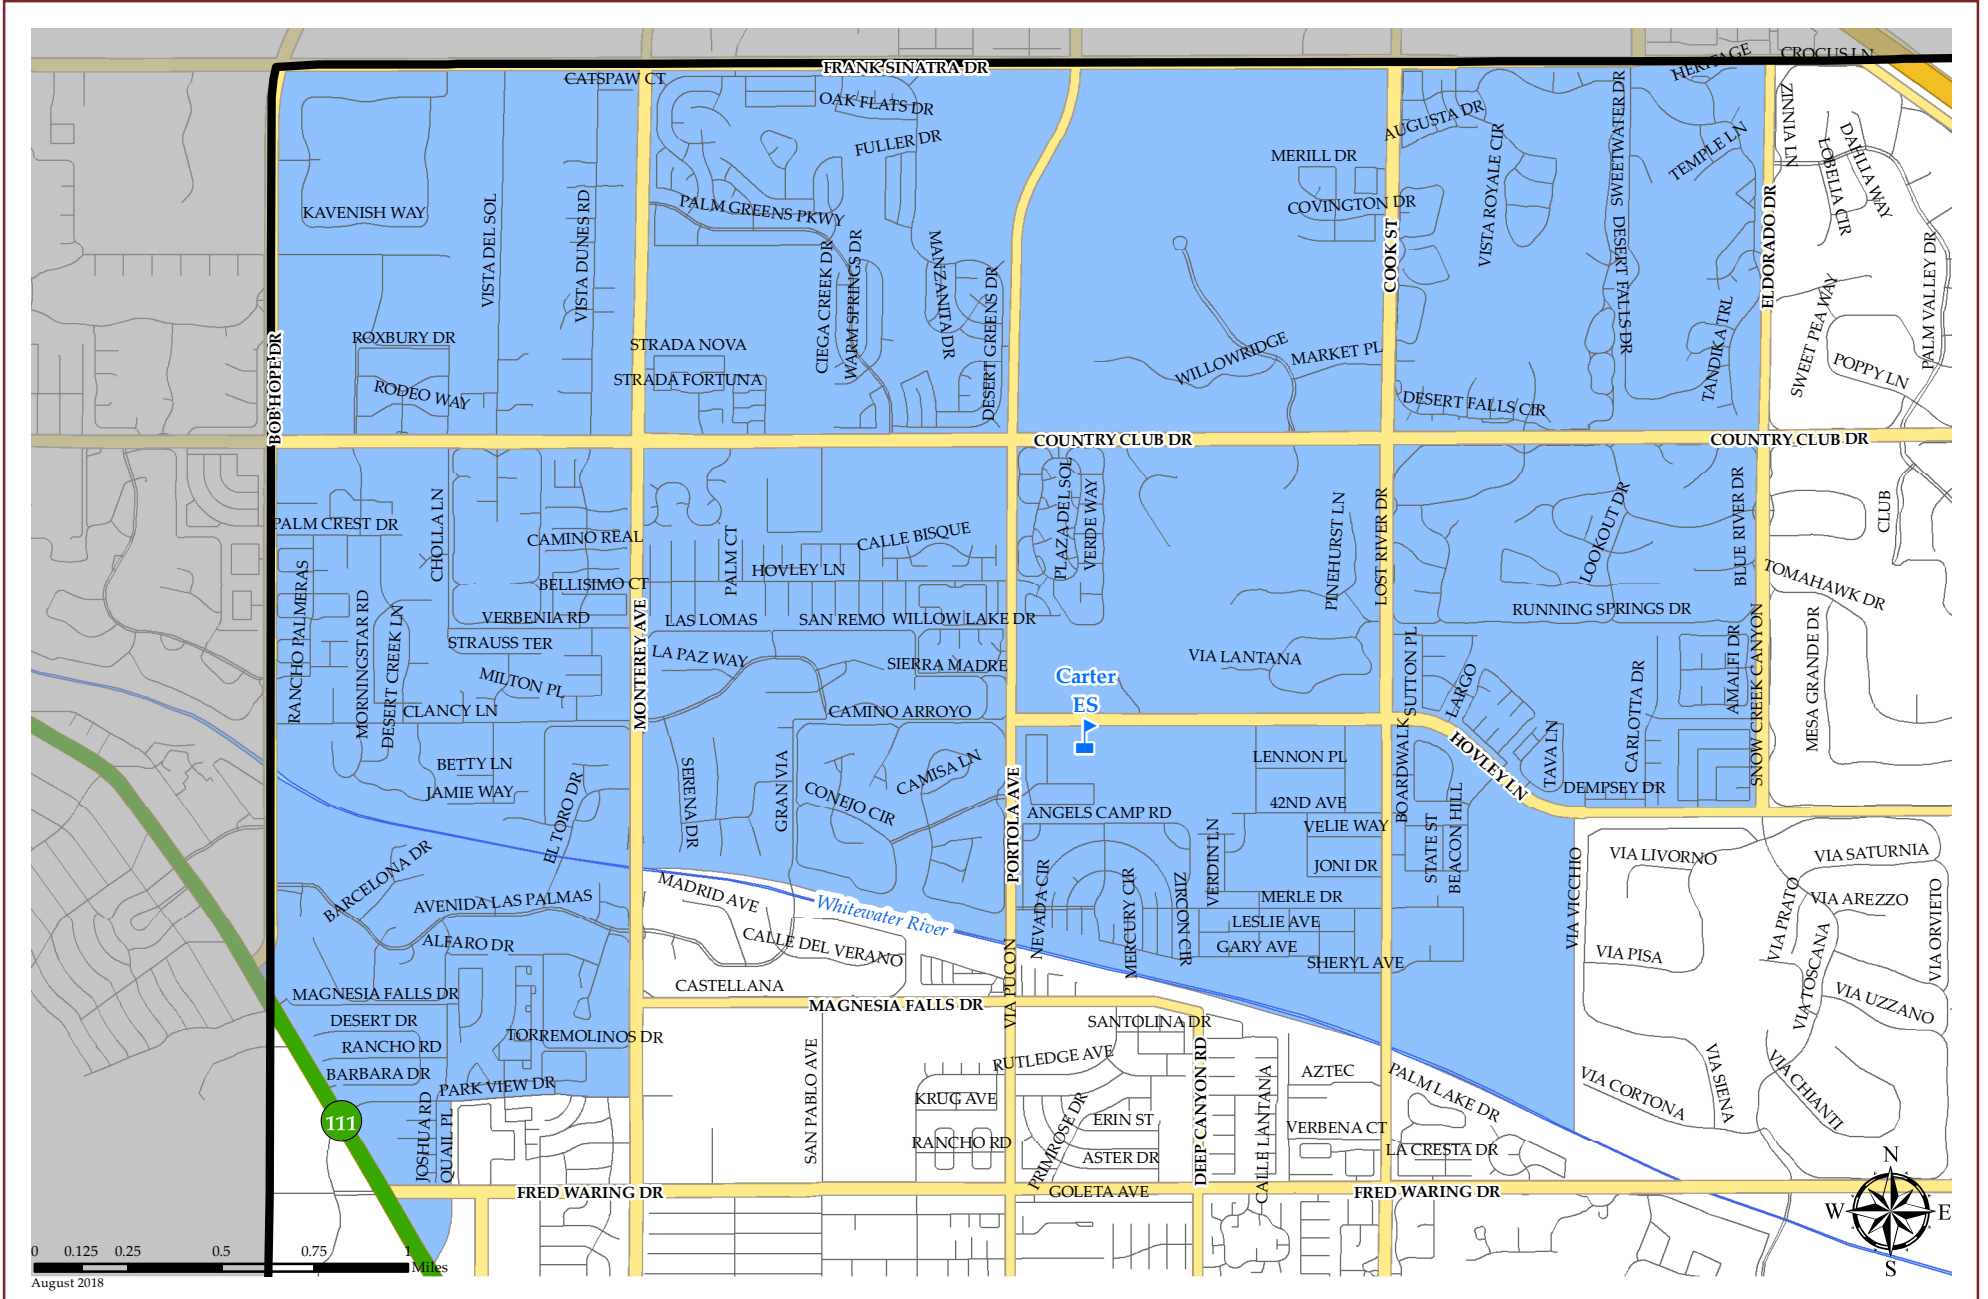 CROCUS LN
HERITAGE
FRANK SINATRA DR
CATSPAW CT
OAK FLATS DR
FULLER DR
AUGUSTA DR
SWEETWATER DR
ZINNIA LN
DAHLIA WAY
LOBELIA CIR
TEMPLE LN
MERILL DR
VISTA ROYALE CIR
KAVENISH WAY
VISTA DEL SOL
VISTA DUNES RD
PALM GREENS PKWY
COVINGTON DR
COOK ST
ELDORADO DR
CIEGA CREEK DR
WARM SPRINGS DR
MANZANITA DR
DESERT GREENS DR
DESERT FALLS DR
PALM VALLEY DR
SWEET PEA WAY
TANDIKA TRL
BOB HOPE DR
ROXBURY DR
STRADA NOVA
WILLOWRIDGE
MARKET PL
POPPY LN
RODEO WAY
STRADA FORTUNA
DESERT FALLS CIR
COUNTRY CLUB DR
COUNTRY CLUB DR
PALM CREST DR
CHOLLA LN
CAMINO REAL
PALM CT
CALLE BISQUE
PLAZA DEL SOL
VERDE WAY
PINEHURST LN
LOST RIVER DR
LOOKOUT DR
BLUE RIVER DR
CLUB
BELLISIMO CT
HOVLEY LN
TOMAHAWK DR
RANCHO PALMERAS
MORNINGSTAR RD
DESERT CREEK LN
VERBENIA RD
MONTEREY AVE
LAS LOMAS
SAN REMO
WILLOW LAKE DR
RUNNING SPRINGS DR
SNOW CREEK CANYON
MESA GRANDE DR
STRAUSS TER
LA PAZ WAY
SIERRA MADRE
VIA LANTANA
SUTTON PL
LARGO
CARLOTTA DR
AMALFI DR
MILTON PL
Carter
ES
CLANCY LN
CAMINO ARROYO
BETTY LN
JAMIE WAY
EL TORO DR
SERENA DR
GRAN VIA
CONEJO CIR
CAMISA LN
PORTOLA AVE
LENNON PL
BOARDWALK
HOVLEY LN
TAVA LN
DEMPSEY DR
42ND AVE
ANGELS CAMP RD
VELIE WAY
STATE ST
BEACON HILL
BARCELONA DR
VERDIN LN
JONI DR
VIA VICCHIO
VIA LIVORNO
VIA SATURNIA
AVENIDA LAS PALMAS
MADRID AVE
Whitewater River
NEVADA CIR
MERCURY CIR
ZIRCON CIR
MERLE DR
LESLIE AVE
GARY AVE
SHERYL AVE
VIA PRATO
VIA AREZZO
VIA ORVIETO
ALFARO DR
CALLE DEL VERANO
VIA PISA
VIA TOSCANA
CASTELLANA
MAGNESIA FALLS DR
MAGNESIA FALLS DR
VIA PUCON
VIA UZZANO
DESERT DR
TORREMOLINOS DR
SANTOLINA DR
RANCHO RD
BARBARA DR
PARK VIEW DR
SAN PABLO AVE
RUTLEDGE AVE
DEEP CANYON RD
AZTEC
PALM LAKE DR
VIA CORTONA
VIA SIENA
VIA CHIANTI
111
JOSHUA RD
QUAIL PL
KRUG AVE
PRIMROSE DR
ERIN ST
CALLE LANTANA
VERBENA CT
RANCHO RD
ASTER DR
LA CRESTA DR
FRED WARING DR
GOLETA AVE
FRED WARING DR
N
W
E
S
0 0.125 0.25 0.5 0.75 1
Miles
August 2018